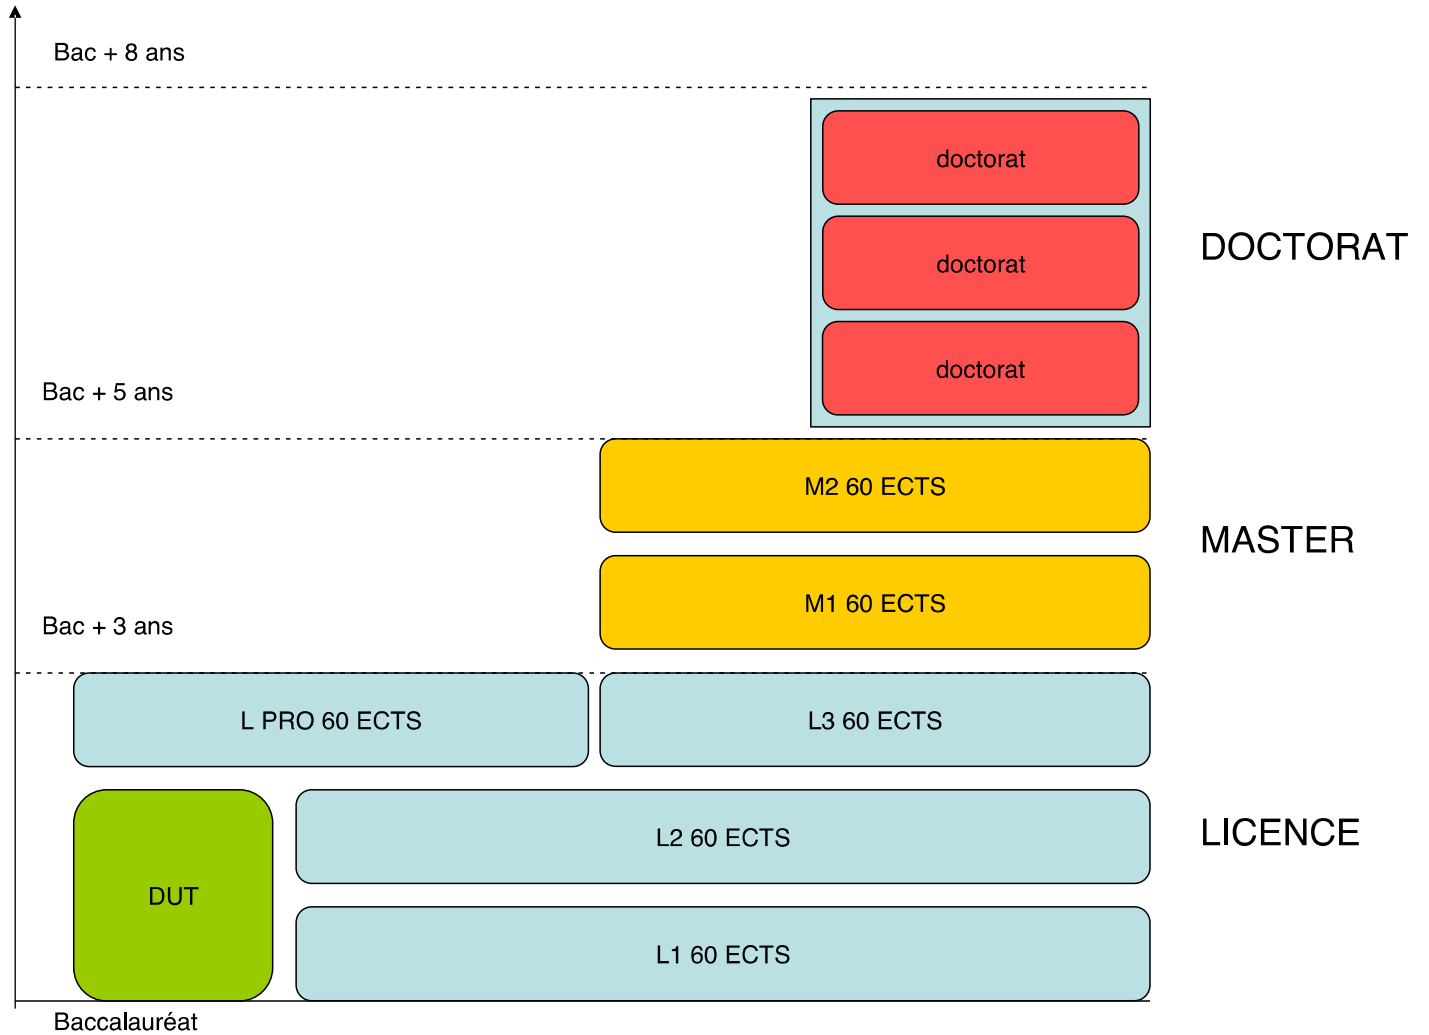 Bac + 8 ans
doctorat
doctorat
DOCTORAT
doctorat
Bac + 5 ans
M2 60 ECTS
MASTER
M1 60 ECTS
Bac + 3 ans
L PRO 60 ECTS
L3 60 ECTS
L2 60 ECTS
LICENCE
DUT
L1 60 ECTS
Baccalauréat